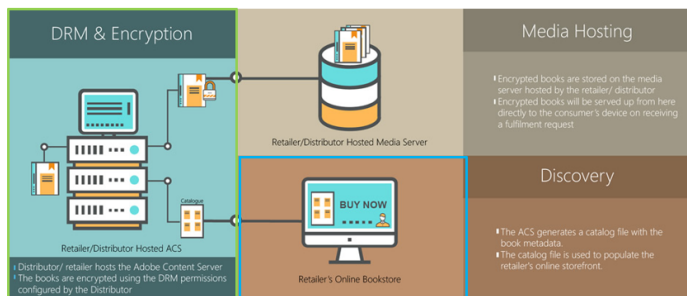 DRM & Encryption
Catalogue
Retailer/Distributor Hosted ACS
Distributor/ retailer hosts the Adobe Content Server
The books are encrypted using the DRM permissions
configured by the Distributor
Retailer/Distributor Hosted Media Server
BUY NOW
Retailer's Online Bookstore
Media Hosting
Encrypted books are stored on the media
server hosted by the retailer/ distributor
Encrypted books will be served up from here
directly to the consumer's device on receiving
a fulfilment request
Discovery
The ACS generates a catalog file with the
book metadata.
The catalog file is used to populate the
retailer's online storefront.